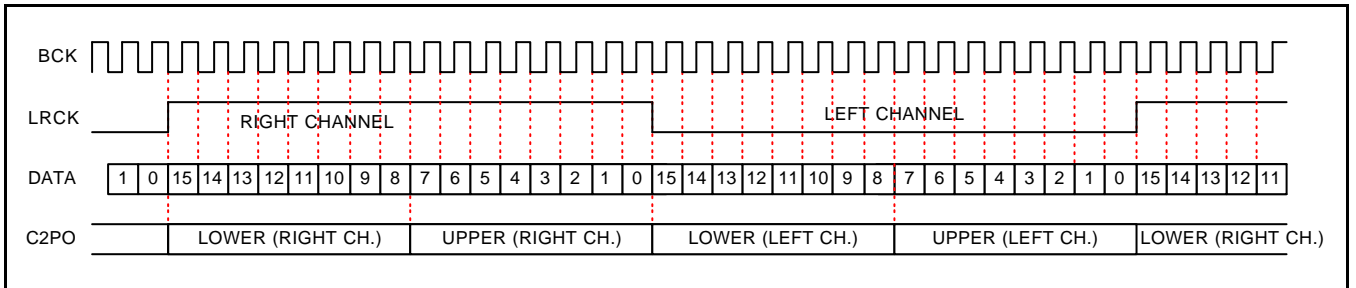 BCK
LRCK RIGHT CHANNEL LEFT CHANNEL
DATA 1 0 15 14 13 12 11 10 9 8 7 6 5 4 3 2 1 0 15 14 13 12 11 10 9 8 7 6 5 4 3 2 1 0 15 14 13 12 11
C2PO LOWER (RIGHT CH.) UPPER (RIGHT CH.) LOWER (LEFT CH.) UPPER (LEFT CH.) LOWER (RIGHT CH.)